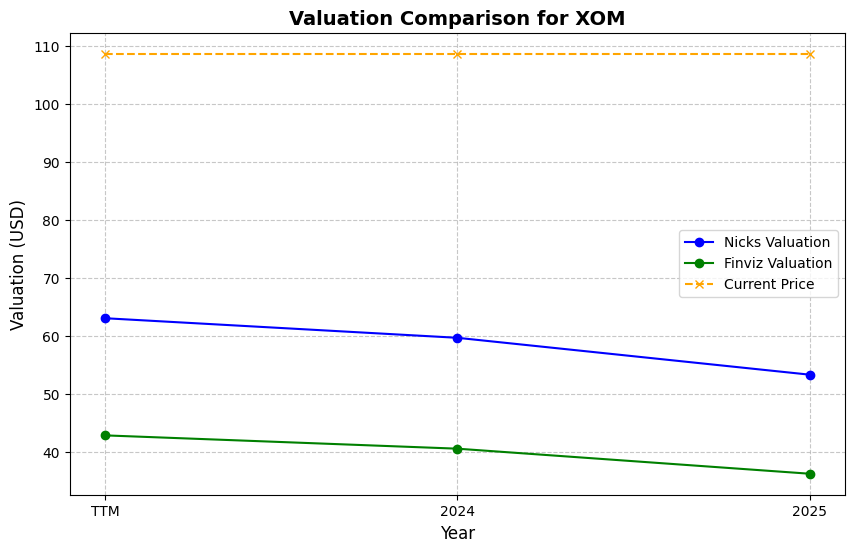 Valuation Comparison for XOM
110
100
90
80
70
60
50
40
Valuation (USD)
Nicks Valuation
Finviz Valuation
Current Price
TTM
2024
2025
Year